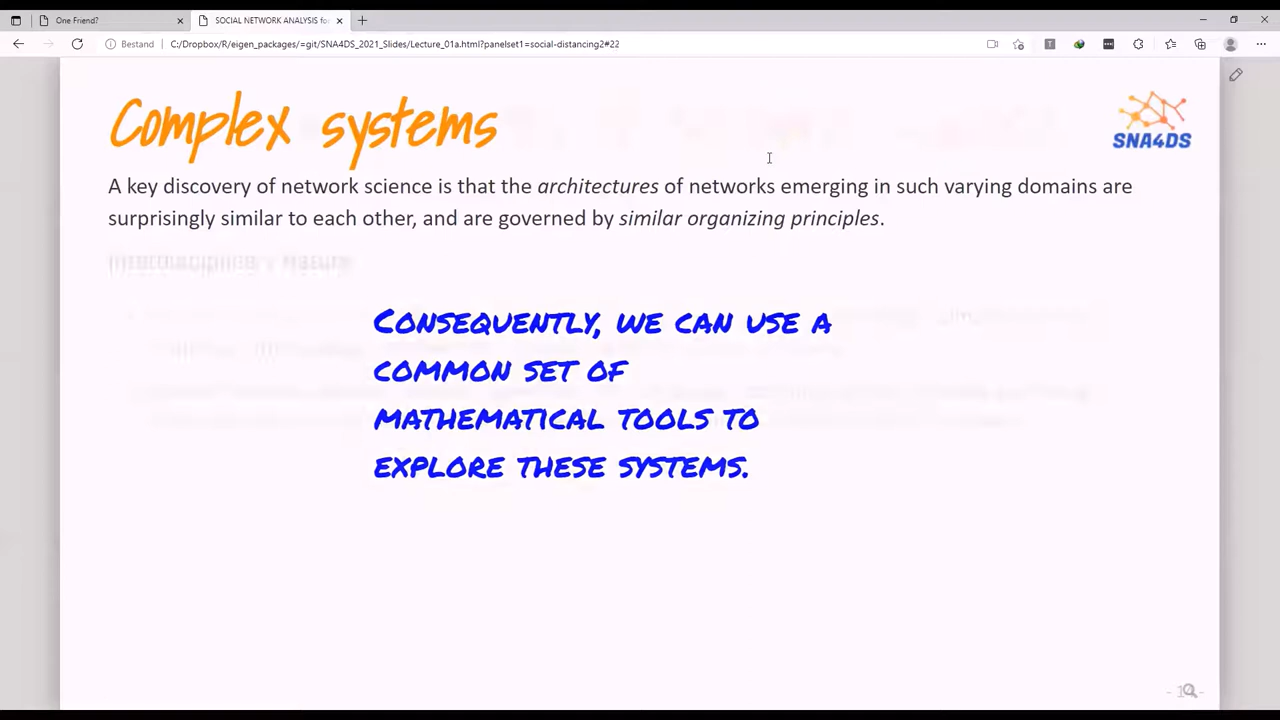 One Friend?
SOCIAL NETWORK ANALYSIS for
Bestand
C:/Dropbox/R/eigen_packages/=git/SNA4DS_2021_Slides/Lecture_01a.html?panelset1=social-distancing2#22
Complex systems
SNA4DS
A key discovery of network science is that the architectures of networks emerging in such varying domains are
surprisingly similar to each other, and are governed by similar organizing principles.
CONSEQUENTLY, WE CAN USE A
COMMON SET OF
MATHEMATICAL TOOLS TO
EXPLORE THESE SYSTEMS.